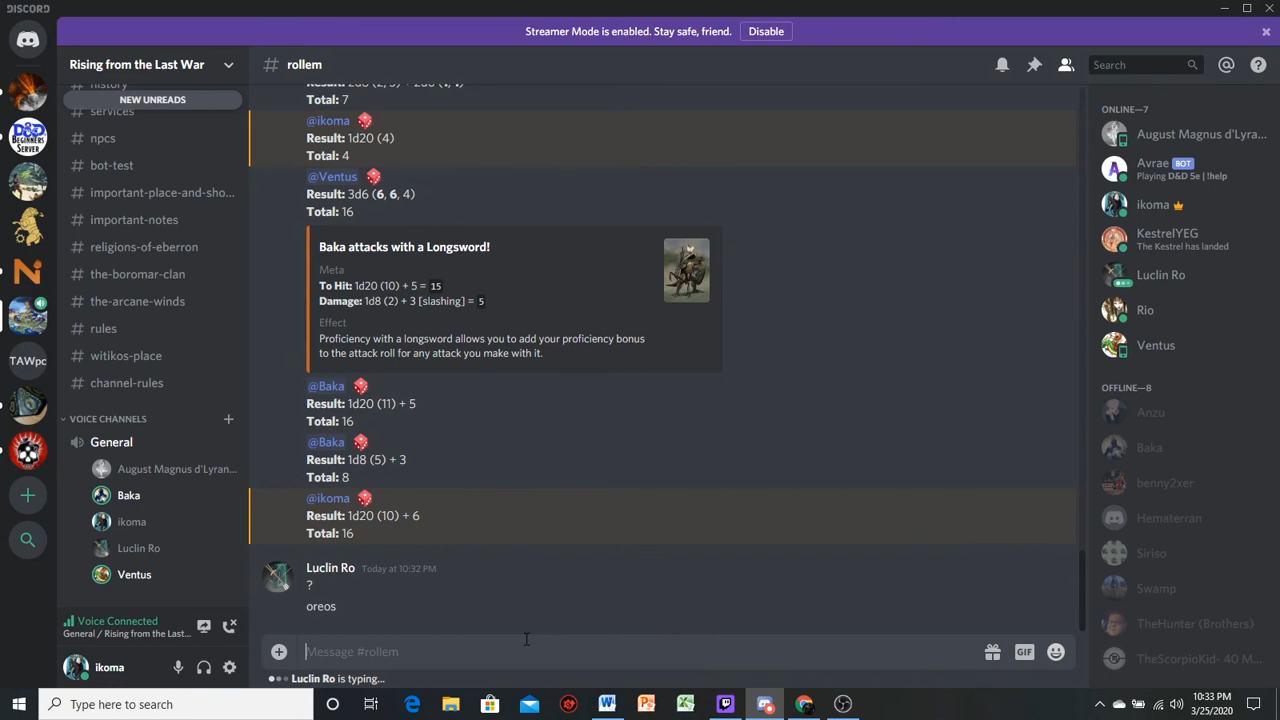 DISCORD
Streamer Mode is enabled. Stay safe, friend.
Disable
Rising from the Last War
# rollem
Search
history
NEW UNREADS
services
# npcs
# bot-test
# important-place-and-sho...
# important-notes
# religions-of-eberron
# the-boromar-clan
# the-arcane-winds
# rules
# witikos-place
# channel-rules
VOICE CHANNELS
General
August Magnus d'Lyran...
Baka
ikoma
Luclin Ro
Ventus
Voice Connected
General / Rising from the Last...
ikoma
D&D
BEGINNERS
SERVER
TAWpc
Total: 7
@ikoma
Result: 1d20 (4)
Total: 4
@Ventus
Result: 3d6 (6, 6, 4)
Total: 16
Baka attacks with a Longsword!
Meta
To Hit: 1d20 (10) + 5 = 15
Damage: 1d8 (2) + 3 [slashing] = 5
Effect
Proficiency with a longsword allows you to add your proficiency bonus
to the attack roll for any attack you make with it.
@Baka
Result: 1d20 (11) + 5
Total: 16
@Baka
Result: 1d8 (5) + 3
Total: 8
@ikoma
Result: 1d20 (10) + 6
Total: 16
Luclin Ro Today at 10:32 PM
?
oreos
Message #rollem
GIF
Luclin Ro is typing...
ONLINE—7
August Magnus d'Lyra...
Avrae BOT
Playing D&D 5e | !help
ikoma
KestrelYEG
The Kestrel has landed
Luclin Ro
Rio
Ventus
OFFLINE—8
Anzu
Baka
benny2xer
Hematerran
Siriso
Swamp
TheHunter (Brothers)
TheScorpioKid- 40 M...
Type here to search
10:33 PM
3/25/2020